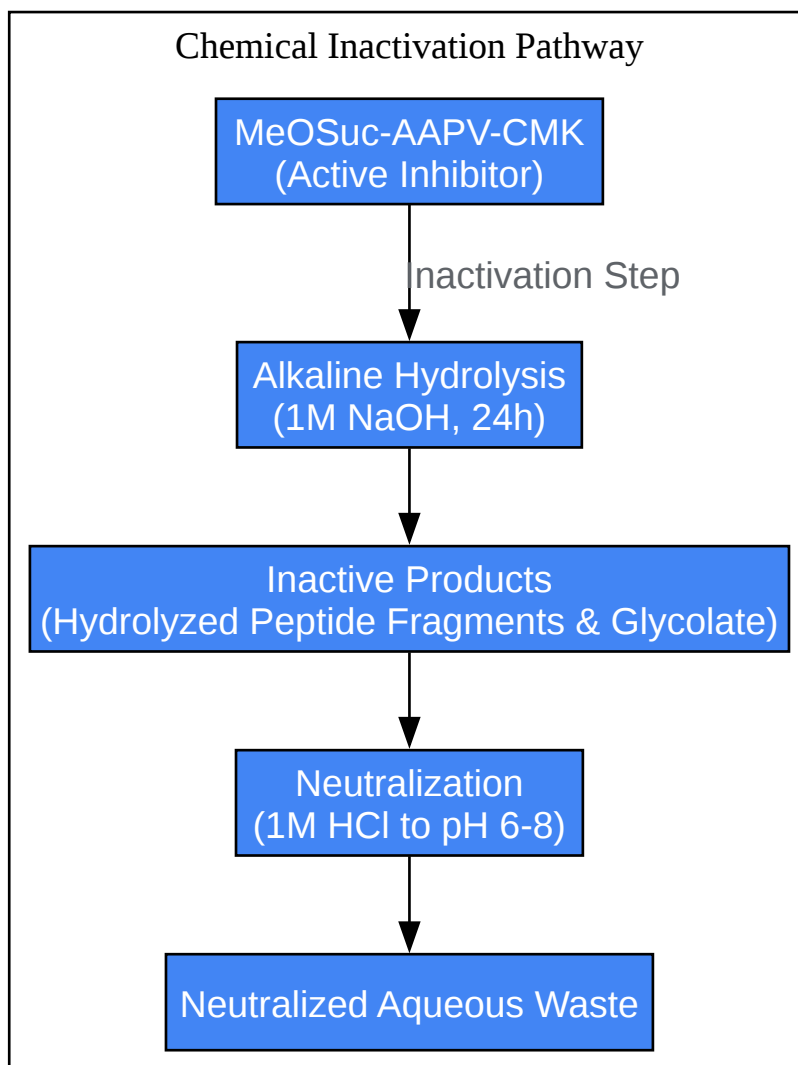 Chemical Inactivation Pathway
MeOSuc-AAPV-CMK
(Active Inhibitor)
Inactivation Step
Alkaline Hydrolysis
(1M NaOH, 24h)
Inactive Products
(Hydrolyzed Peptide Fragments & Glycolate)
Neutralization
(1M HCl to pH 6-8)
Neutralized Aqueous Waste